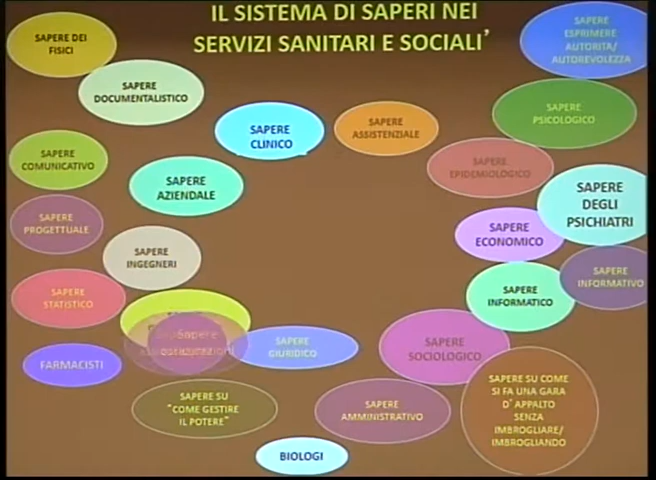 IL SISTEMA DI SAPERI NEI
SERVIZI SANITARI E SOCIALI'
SAPERE DEI
FISICI
SAPERE
ESPRIMERE
AUTORITA/
AUTOREVOLEZZA
SAPERE
DOCUMENTALISTICO
SAPERE
CLINICO
SAPERE
ASSISTENZIALE
SAPERE
PSICOLOGICO
SAPERE
COMUNICATIVO
SAPERE
AZIENDALE
SAPERE
EPIDEMIOLOGICO
SAPERE
DEGLI
PSICHIATRI
SAPERE
PROGETTUALE
SAPERE
ECONOMICO
SAPERE
INGEGNERI
SAPERE
STATISTICO
SAPERE
INFORMATICO
SAPERE
INFORMATIVO
SAPERE
GIURIDICO
SAPERE
SOCIOLOGICO
FARMACISTI
SAPERE SU
"COME GESTIRE
IL POTERE"
SAPERE
AMMINISTRATIVO
SAPERE SU COME
SI FA UNA GARA
D' APPALTO
SENZA
IMBROGLIARE/
IMBROGLIANDO
BIOLOGI